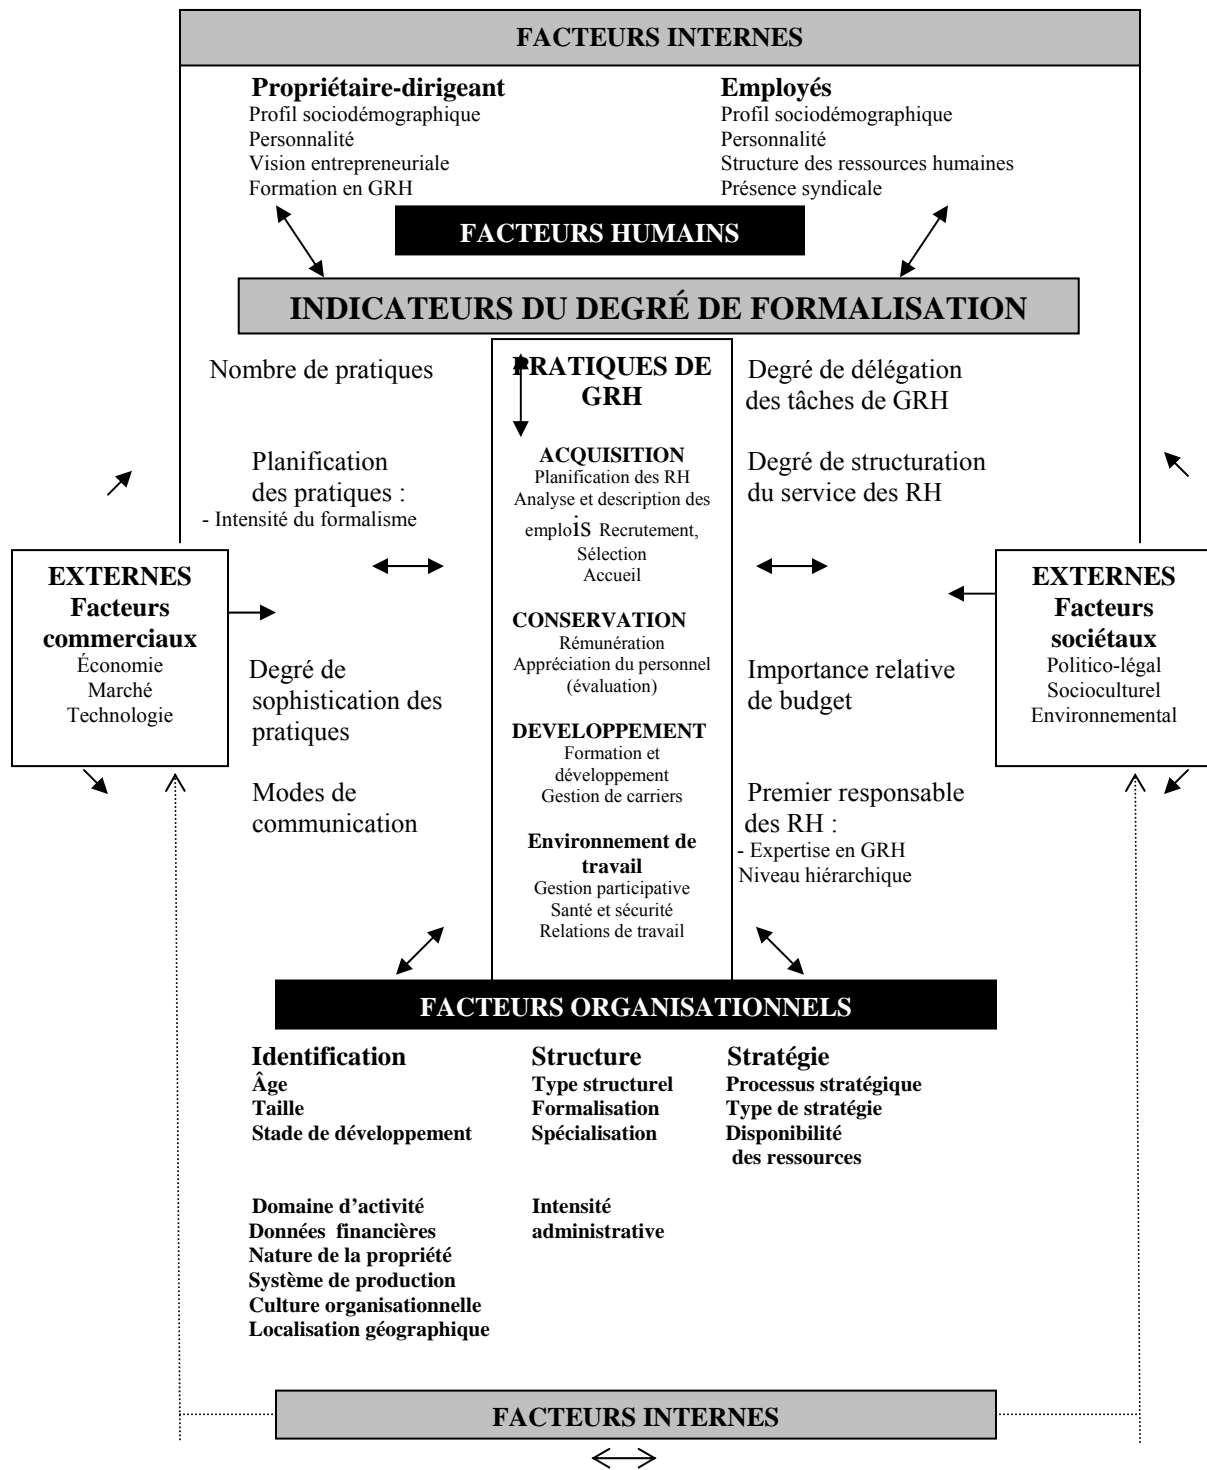 FACTEURS INTERNES
Propriétaire-dirigeant
Profil sociodémographique
Personnalité
Vision entrepreneuriale
Formation en GRH
Employés
Profil sociodémographique
Personnalité
Structure des ressources humaines
Présence syndicale
FACTEURS HUMAINS
INDICATEURS DU DEGRÉ DE FORMALISATION
Nombre de pratiques
Planification
des pratiques :
- Intensité du formalisme
EXTERNES
Facteurs
commerciaux
Économie
Marché
Technologie
Degré de
sophistication des
pratiques
Modes de
communication
PRATIQUES DE
GRH
ACQUISITION
Planification des RH
Analyse et description des
emplois Recrutement,
Sélection
Accueil
CONSERVATION
Rémunération
Appréciation du personnel
(évaluation)
DEVELOPPEMENT
Formation et
développement
Gestion de carriers
Environnement de
travail
Gestion participative
Santé et sécurité
Relations de travail
Degré de délégation
des tâches de GRH
Degré de structuration
du service des RH
EXTERNES
Facteurs
sociétaux
Politico-légal
Socioculturel
Environnemental
Importance relative
de budget
Premier responsable
des RH :
- Expertise en GRH
Niveau hiérarchique
FACTEURS ORGANISATIONNELS
Identification
Âge
Taille
Stade de développement
Domaine d'activité
Données financières
Nature de la propriété
Système de production
Culture organisationnelle
Localisation géographique
Structure
Type structurel
Formalisation
Spécialisation
Intensité
administrative
Stratégie
Processus stratégique
Type de stratégie
Disponibilité
des ressources
FACTEURS INTERNES